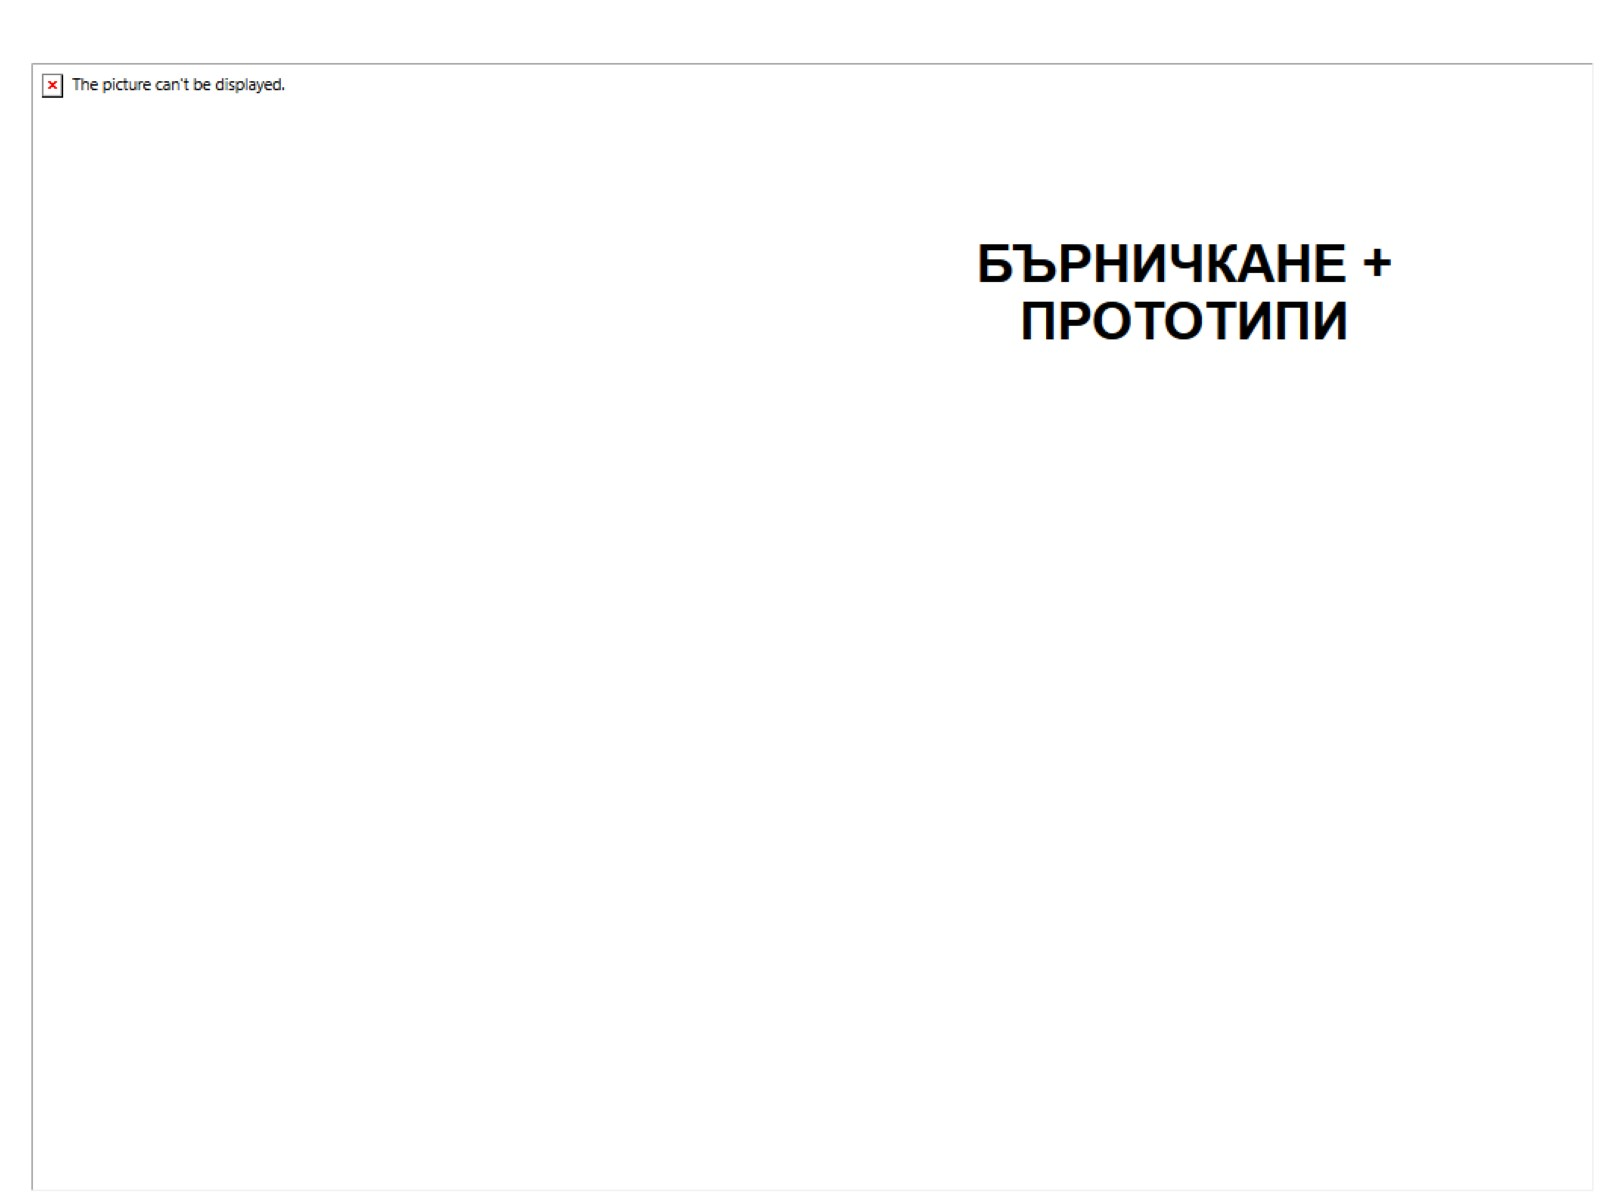 The picture can't be displayed.
БЪРНИЧКАНЕ +
ПРОТОТИПИ